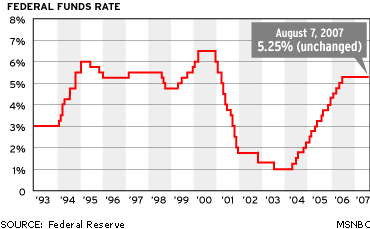 FEDERAL FUNDS RATE
8%
August 7, 2007
7%
5.25% (unchanged)
6%
5%
4%
3%
2%
1%
0
'93 '94 '95 '96 '97 '98 '99 '00 '01 '02 '03 '04 '05 '06 '07
SOURCE: Federal Reserve MSNBC